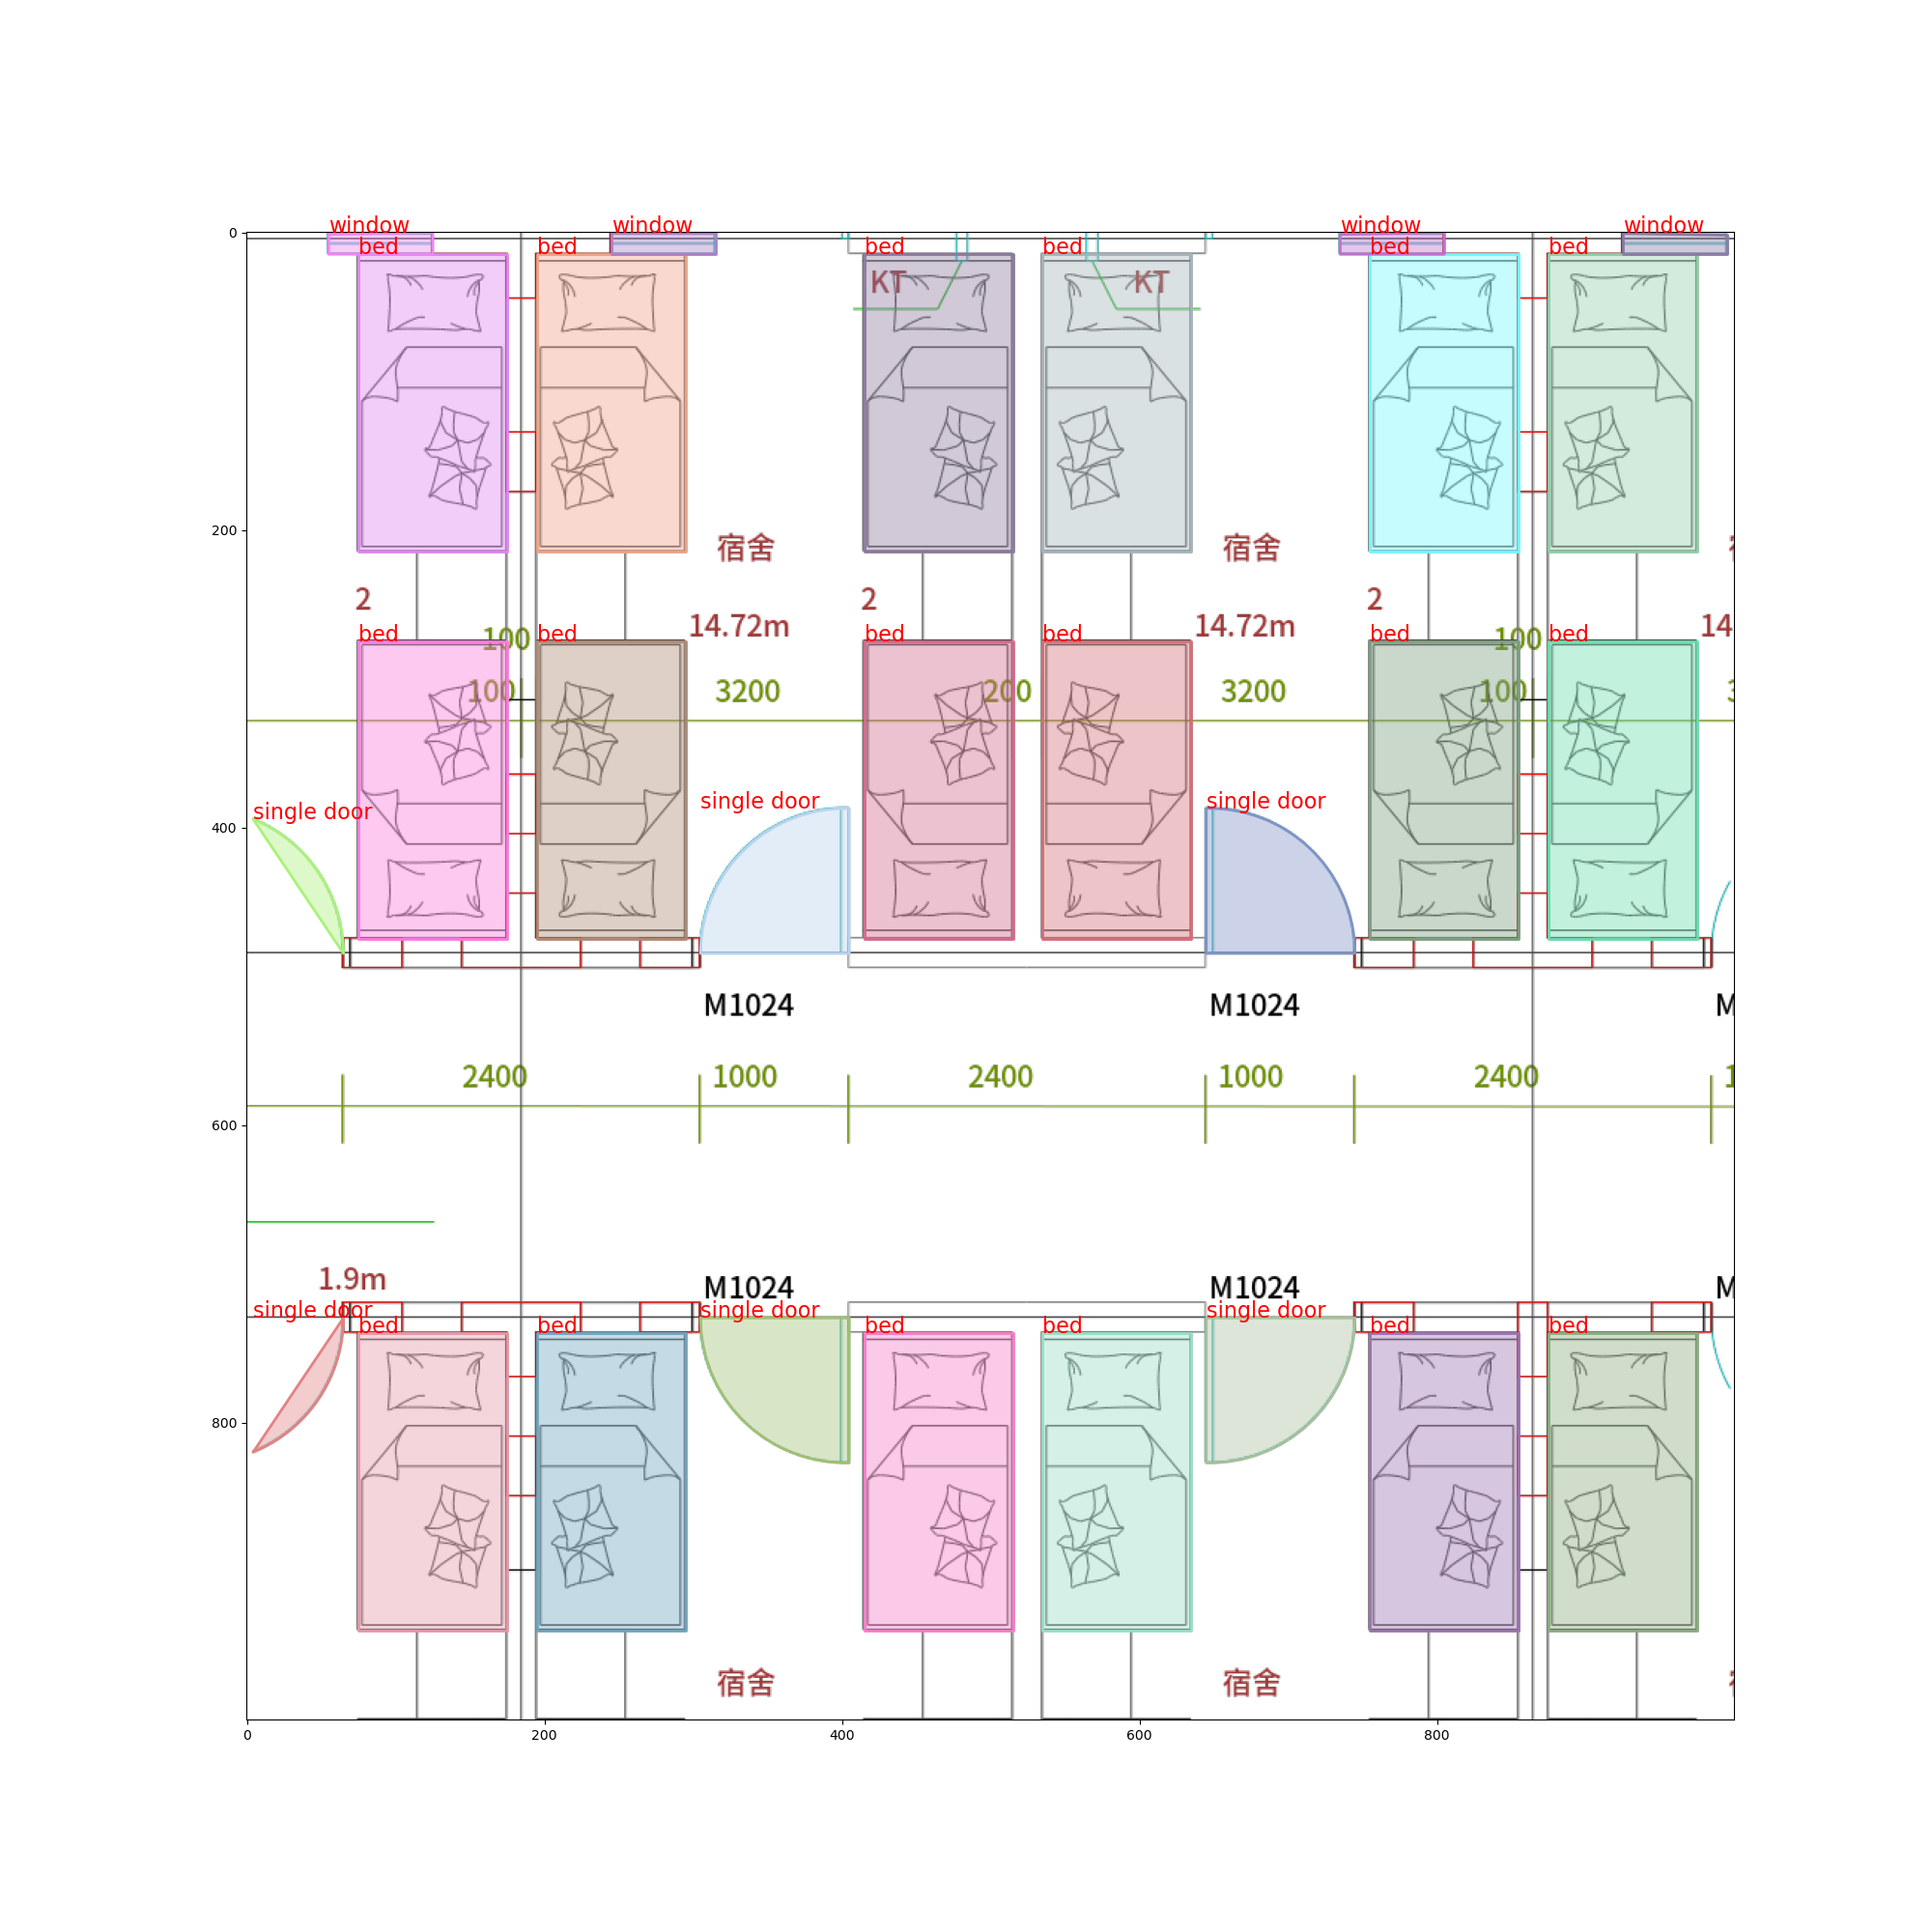 window window window window
0
bed bed bed bed bed bed
KT KT
200
宿舍 宿舍
2 2 2
14.72m 14.72m 14
bed bed bed bed bed bed
100 100
100 3200 200 3200 100
single door single door single door
400
M1024 M1024 M
2400 1000 2400 1000 2400 1
600
1.9m M1024 M1024 M
single door single door single door
bed bed bed bed bed bed
800
宿舍 宿舍
0 200 400 600 800